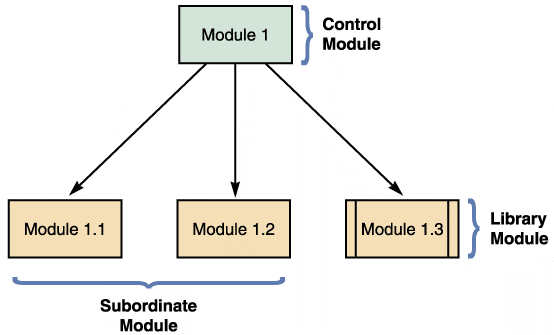 Module 1
Control
Module
Module 1.1
Module 1.2
Module 1.3
Library
Module
Subordinate
Module